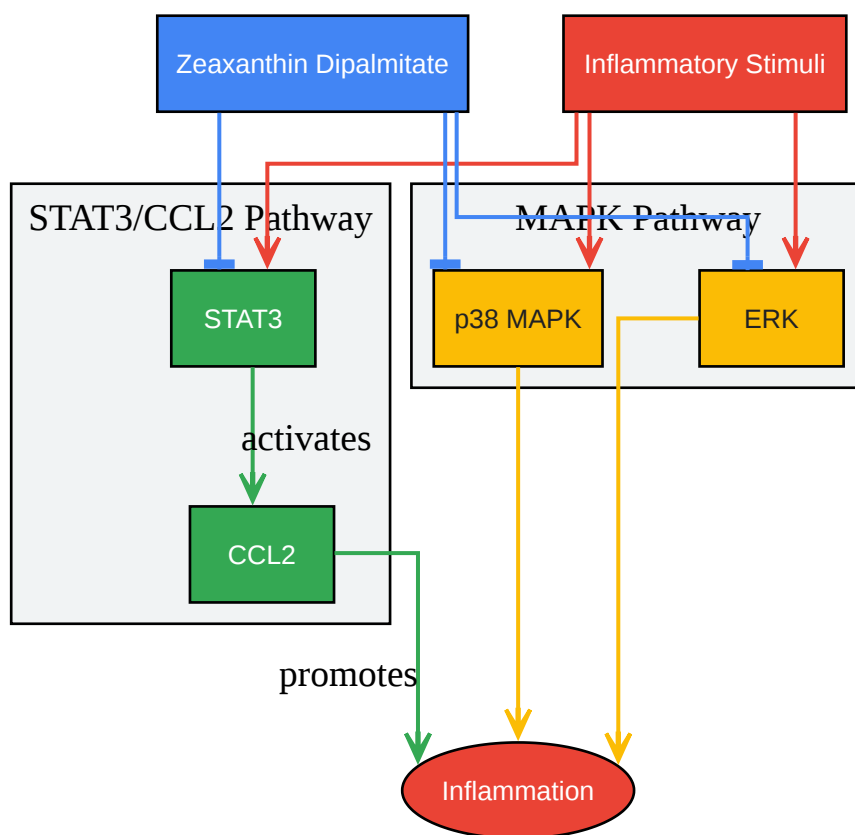 Zeaxanthin Dipalmitate
Inflammatory Stimuli
STAT3/CCL2 Pathway
MAPK Pathway
STAT3
p38 MAPK
ERK
activates
CCL2
promotes
Inflammation